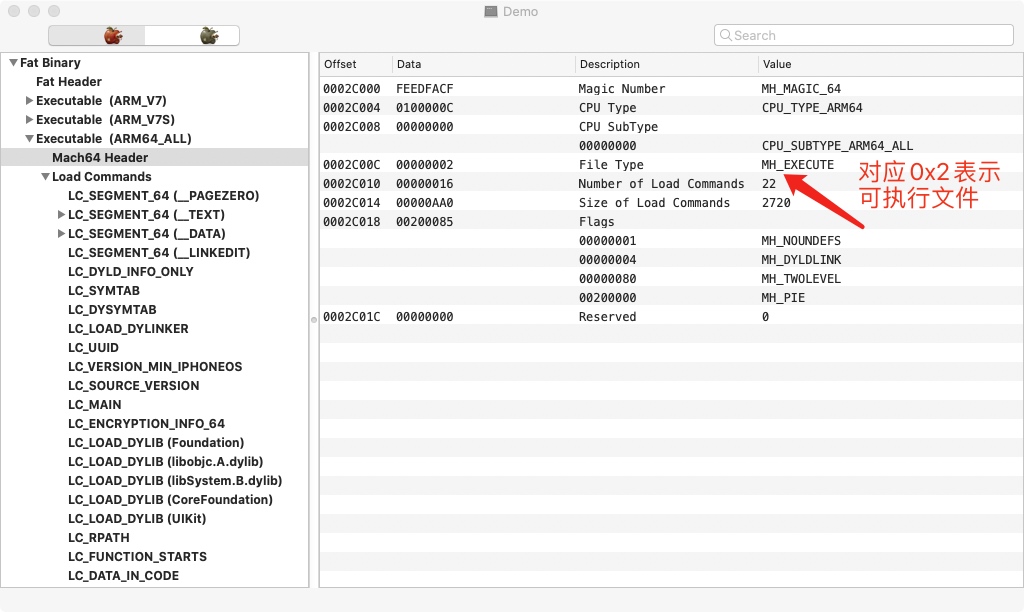 Demo
Search
Fat Binary
Fat Header
Executable (ARM_V7)
Executable (ARM_V7S)
Executable (ARM64_ALL)
Mach64 Header
Load Commands
LC_SEGMENT_64 (__PAGEZERO)
LC_SEGMENT_64 (__TEXT)
LC_SEGMENT_64 (__DATA)
LC_SEGMENT_64 (__LINKEDIT)
LC_DYLD_INFO_ONLY
LC_SYMTAB
LC_DYSYMTAB
LC_LOAD_DYLINKER
LC_UUID
LC_VERSION_MIN_IPHONEOS
LC_SOURCE_VERSION
LC_MAIN
LC_ENCRYPTION_INFO_64
LC_LOAD_DYLIB (Foundation)
LC_LOAD_DYLIB (libobjc.A.dylib)
LC_LOAD_DYLIB (libSystem.B.dylib)
LC_LOAD_DYLIB (CoreFoundation)
LC_LOAD_DYLIB (UIKit)
LC_RPATH
LC_FUNCTION_STARTS
LC_DATA_IN_CODE
Offset Data Description Value
0002C000 FEEDFACF Magic Number MH_MAGIC_64
0002C004 0100000C CPU Type CPU_TYPE_ARM64
0002C008 00000000 CPU SubType
00000000 CPU_SUBTYPE_ARM64_ALL
0002C00C 00000002 File Type MH_EXECUTE
0002C010 00000016 Number of Load Commands 22
0002C014 00000AA0 Size of Load Commands 2720
0002C018 00200085 Flags
00000001 MH_NOUNDEFS
00000004 MH_DYLDLINK
00000080 MH_TWOLEVEL
00200000 MH_PIE
0002C01C 00000000 Reserved 0
对应0x2表示
可执行文件